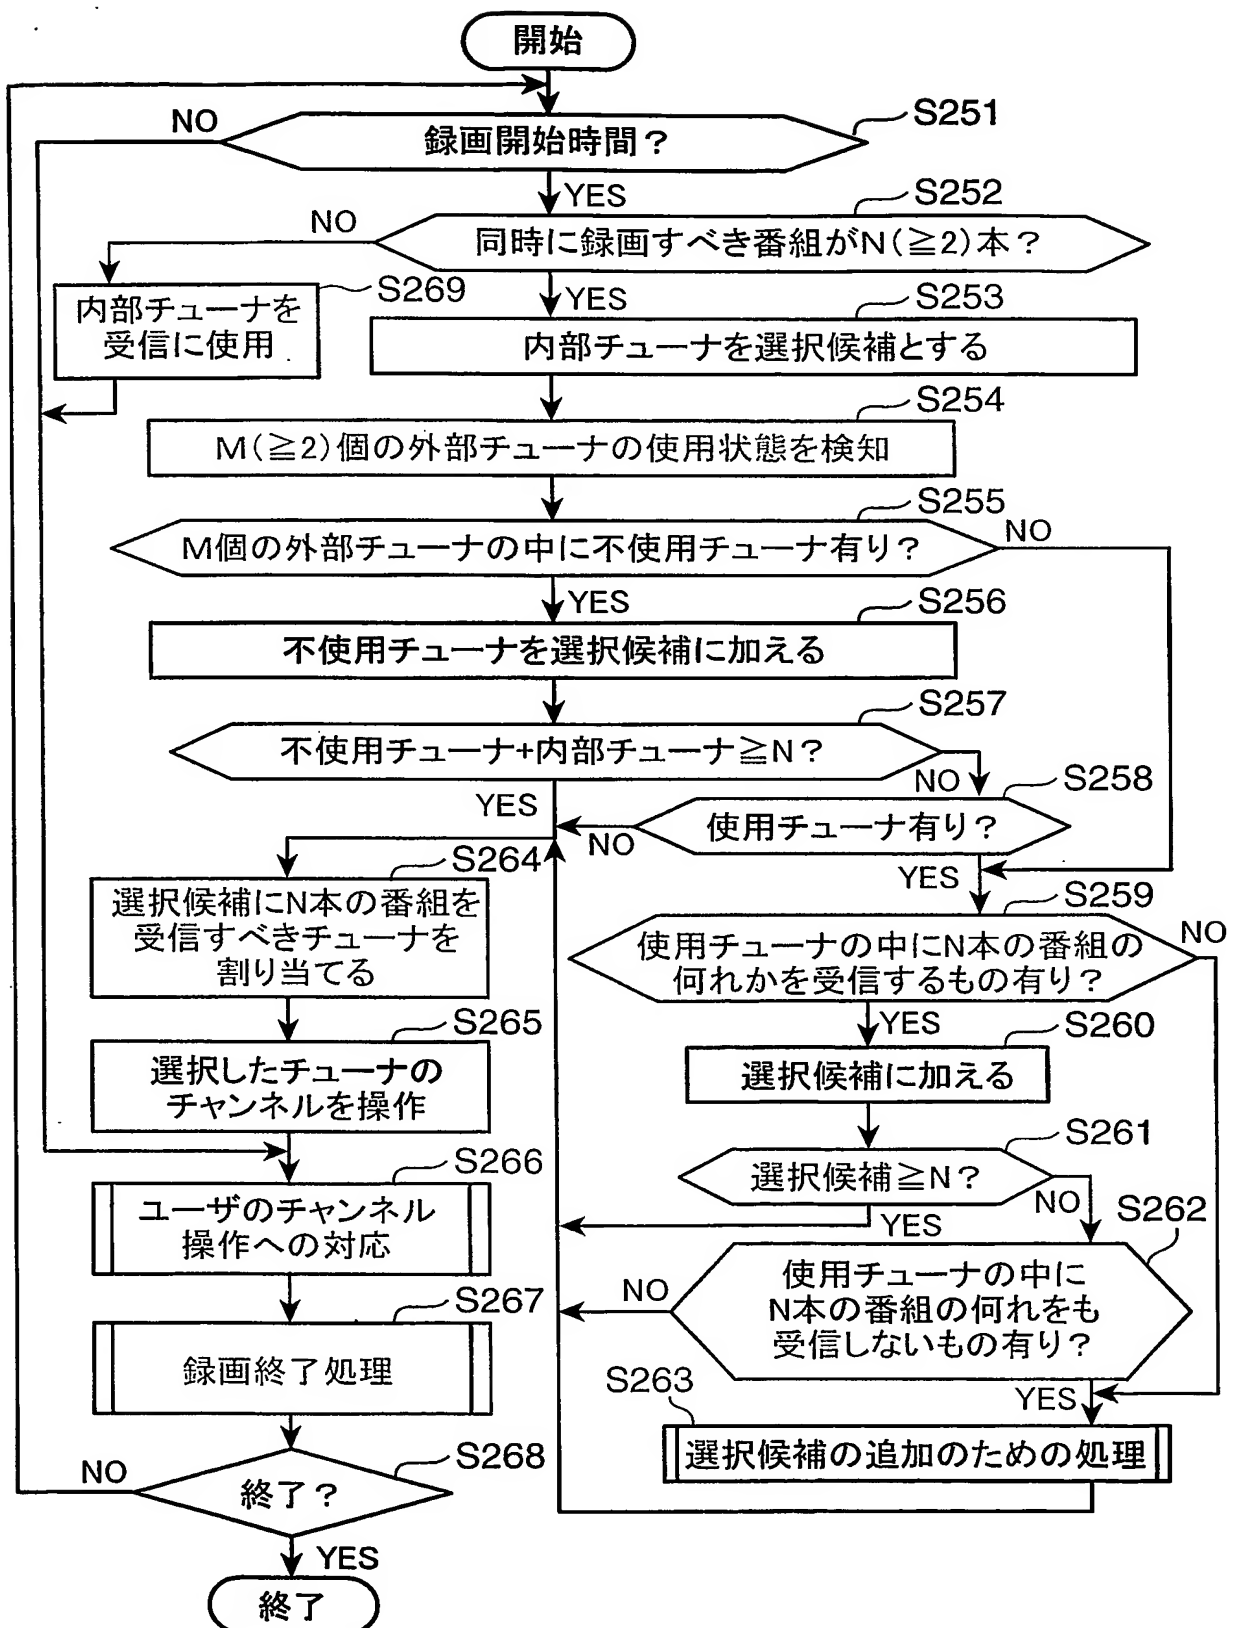 開始
NO
録画開始時間？
S251
YES
S252
NO
同時に録画すべき番組がN(≧2)本？
S269
YES
S253
内部チューナを
受信に使用
内部チューナを選択候補とする
S254
M(≧2)個の外部チューナの使用状態を検知
S255
M個の外部チューナの中に不使用チューナ有り？
NO
YES
S256
不使用チューナを選択候補に加える
S257
不使用チューナ+内部チューナ≧N？
NO
S258
YES
使用チューナ有り？
NO
S264
YES
S259
選択候補にN本の番組を
受信すべきチューナを
割り当てる
使用チューナの中にN本の番組の
何れかを受信するもの有り？
NO
S265
YES
S260
選択したチューナの
チャンネルを操作
選択候補に加える
S261
S266
選択候補≧N？
NO
YES
S262
ユーザのチャンネル
操作への対応
使用チューナの中に
N本の番組の何れをも
受信しないもの有り？
NO
S267
録画終了処理
S263
YES
選択候補の追加のための処理
S268
NO
終了？
YES
終了